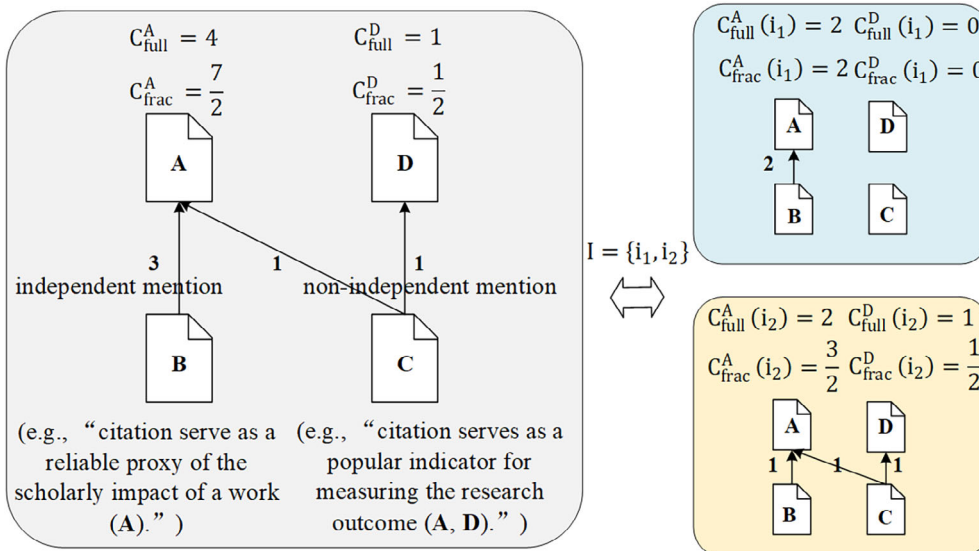 C^A_full = 4 C^D_full = 1
C^A_frac = 7/2 C^D_frac = 1/2
A D
3 1 1
independent mention non-independent mention
B C
(e.g., “citation serve as a
reliable proxy of the
scholarly impact of a work
(A).”)
(e.g., “citation serves as a
popular indicator for
measuring the research
outcome (A, D).”)
I = {i₁,i₂}
C^A_full (i₁) = 2 C^D_full (i₁) = 0
C^A_frac (i₁) = 2 C^D_frac (i₁) = 0
A D
2
B C
C^A_full (i₂) = 2 C^D_full (i₂) = 1
C^A_frac (i₂) = 3/2 C^D_frac (i₂) = 1/2
A D
1 1 1
B C